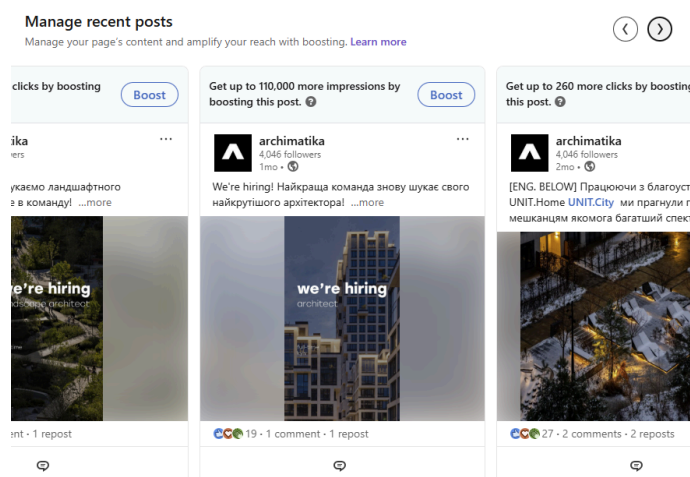 Manage recent posts
Manage your page's content and amplify your reach with boosting. Learn more
clicks by boosting
Boost
ika
vers
укаємо ландшафтного
е в команду! ...more
we're hiring
landscape architect
ent • 1 repost
Get up to 110,000 more impressions by
boosting this post.
Boost
archimatika
4,046 followers
1mo •
We're hiring! Найкраща команда знову шукає свого
найкрутішого архітектора! ...more
we're hiring
architect
19 • 1 comment • 1 repost
Get up to 260 more clicks by boosting
this post.
archimatika
4,046 followers
2mo •
[ENG. BELOW] Працюючи з благоуст
UNIT.Home UNIT.City ми прагнули п
мешканцям якомога багатший спект
27 • 2 comments • 2 reposts